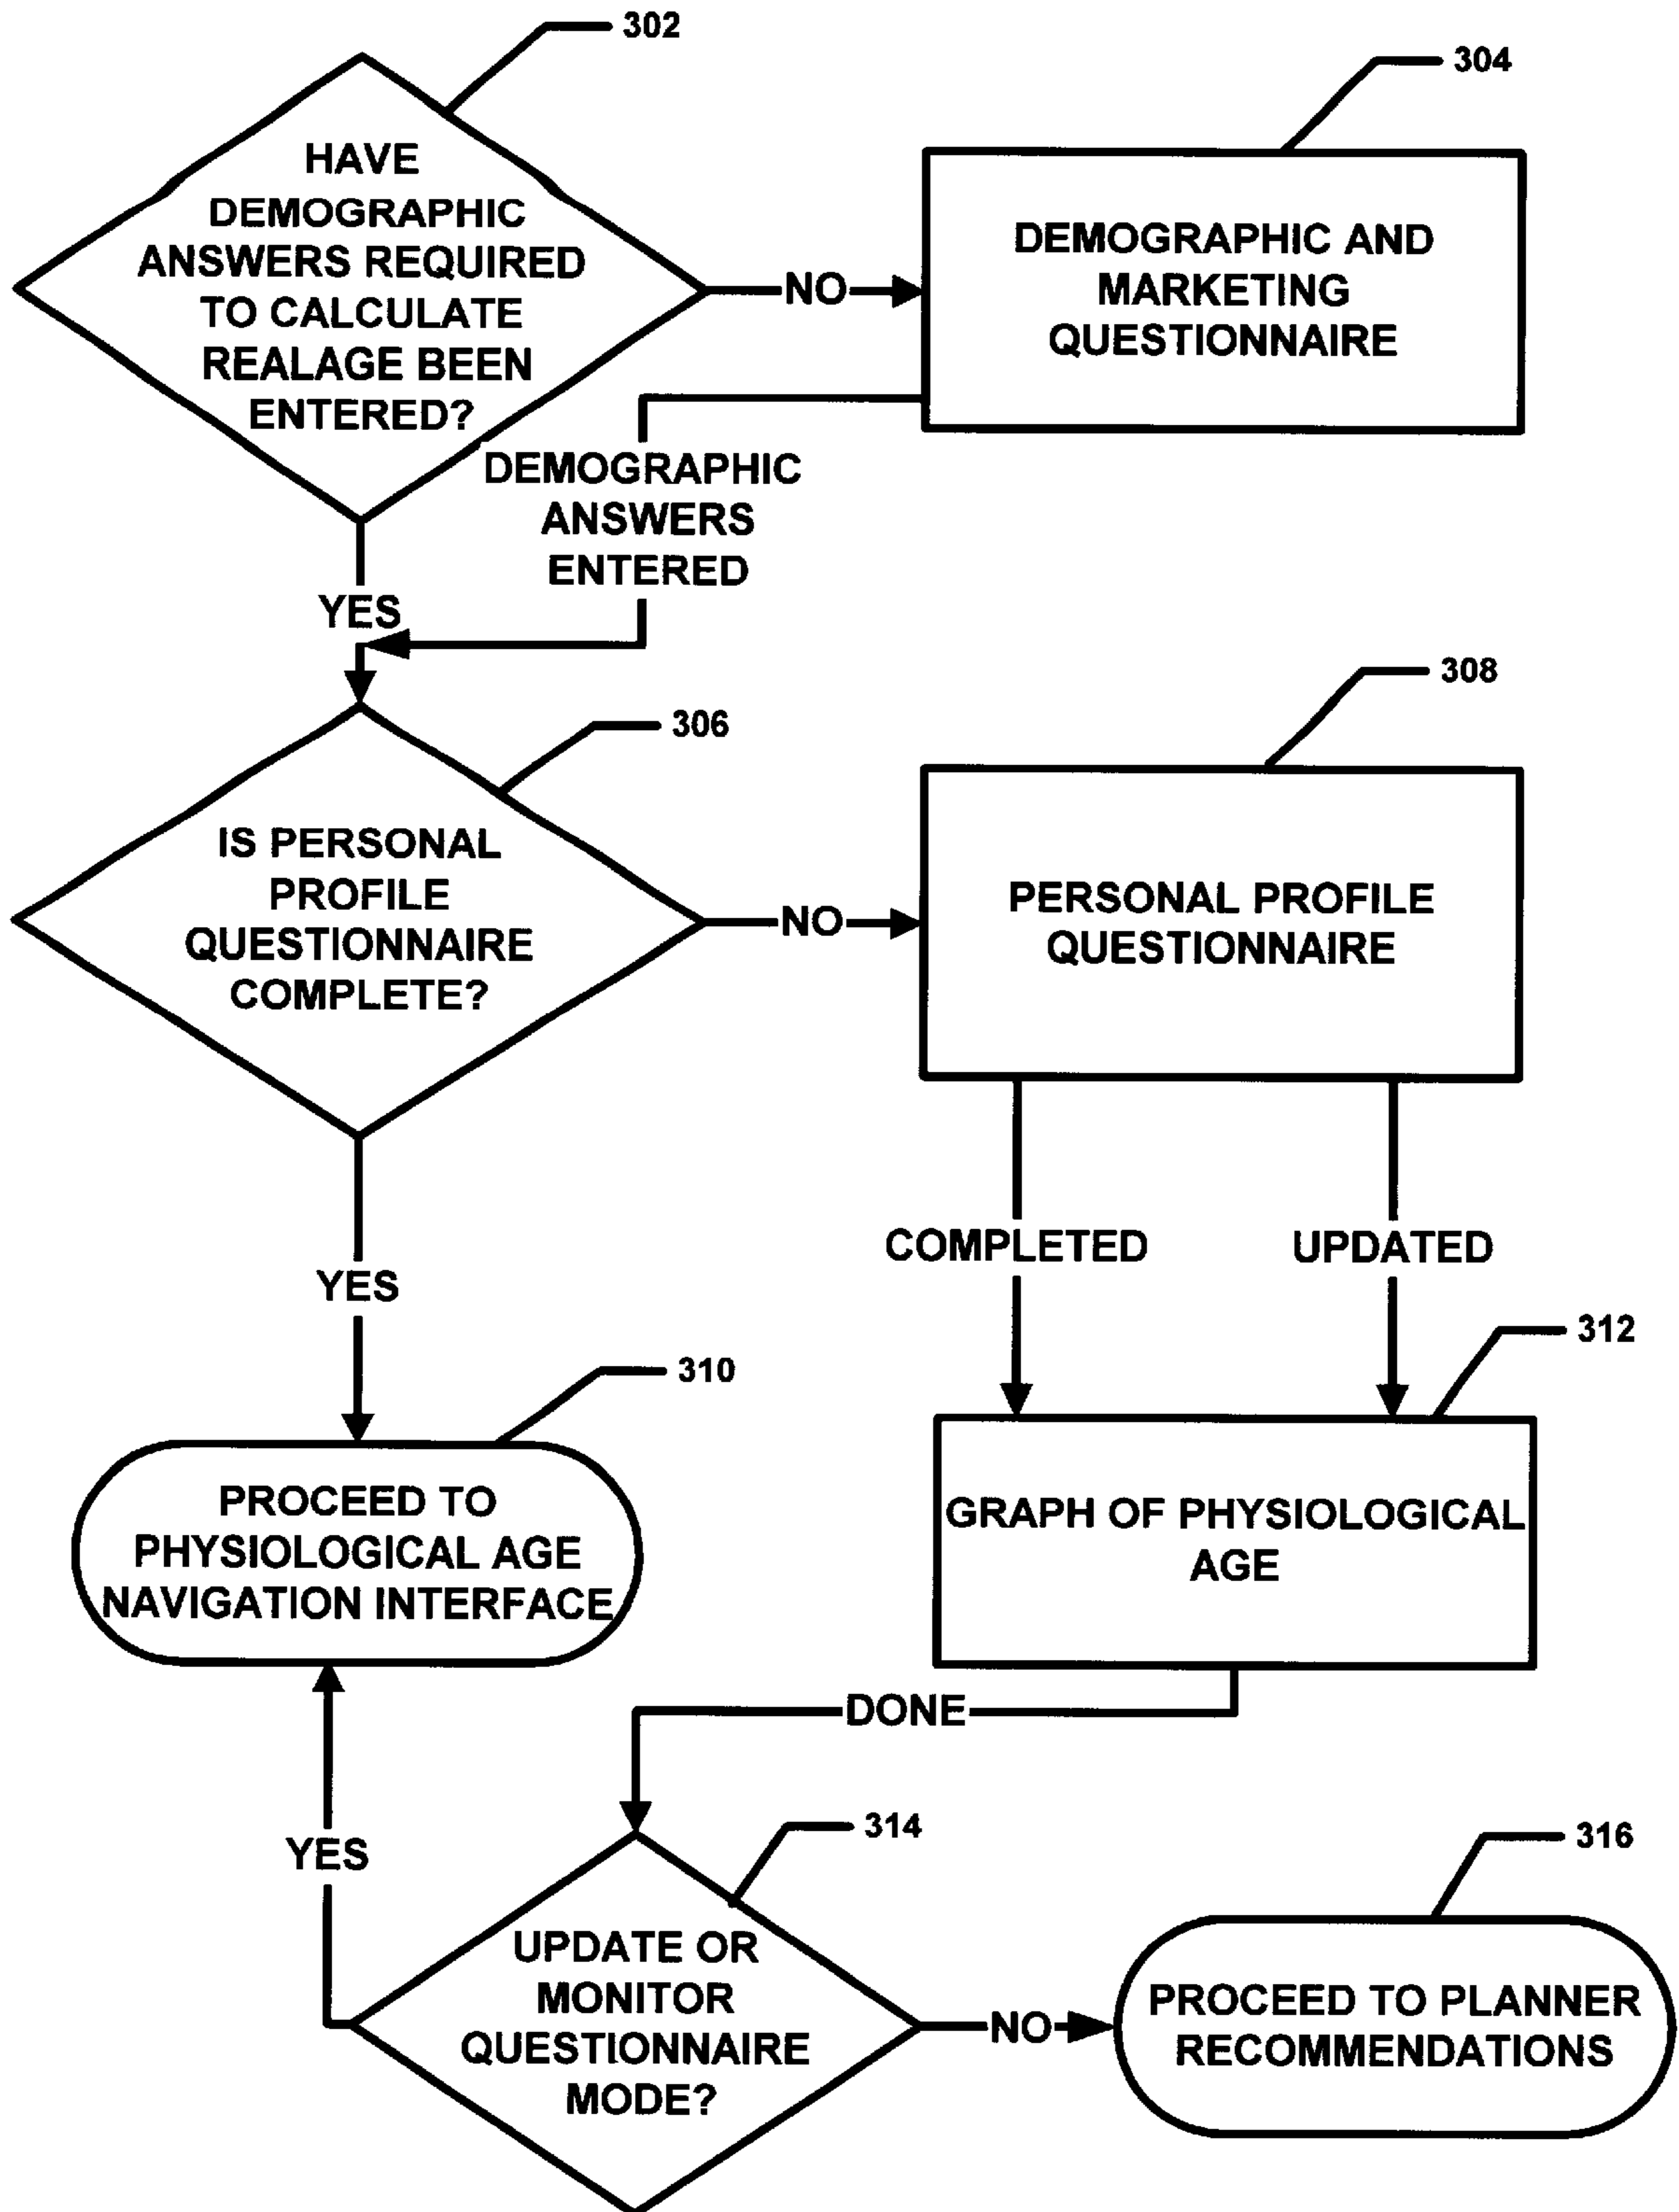 302
HAVE
DEMOGRAPHIC
ANSWERS REQUIRED
TO CALCULATE
REALAGE BEEN
ENTERED?
NO
304
DEMOGRAPHIC AND
MARKETING
QUESTIONNAIRE
DEMOGRAPHIC
ANSWERS
ENTERED
YES
306
IS PERSONAL
PROFILE
QUESTIONNAIRE
COMPLETE?
NO
308
PERSONAL PROFILE
QUESTIONNAIRE
COMPLETED
UPDATED
YES
310
PROCEED TO
PHYSIOLOGICAL AGE
NAVIGATION INTERFACE
312
GRAPH OF PHYSIOLOGICAL
AGE
DONE
YES
314
UPDATE OR
MONITOR
QUESTIONNAIRE
MODE?
NO
316
PROCEED TO PLANNER
RECOMMENDATIONS